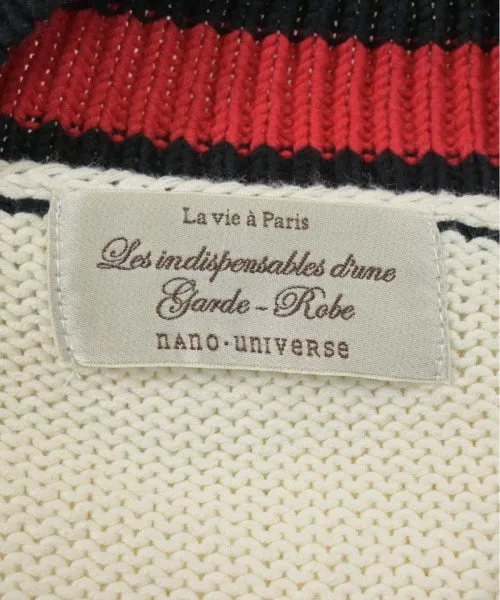 La vie à Paris
Les indispensables d'une
Garde - Robe
nano·universe